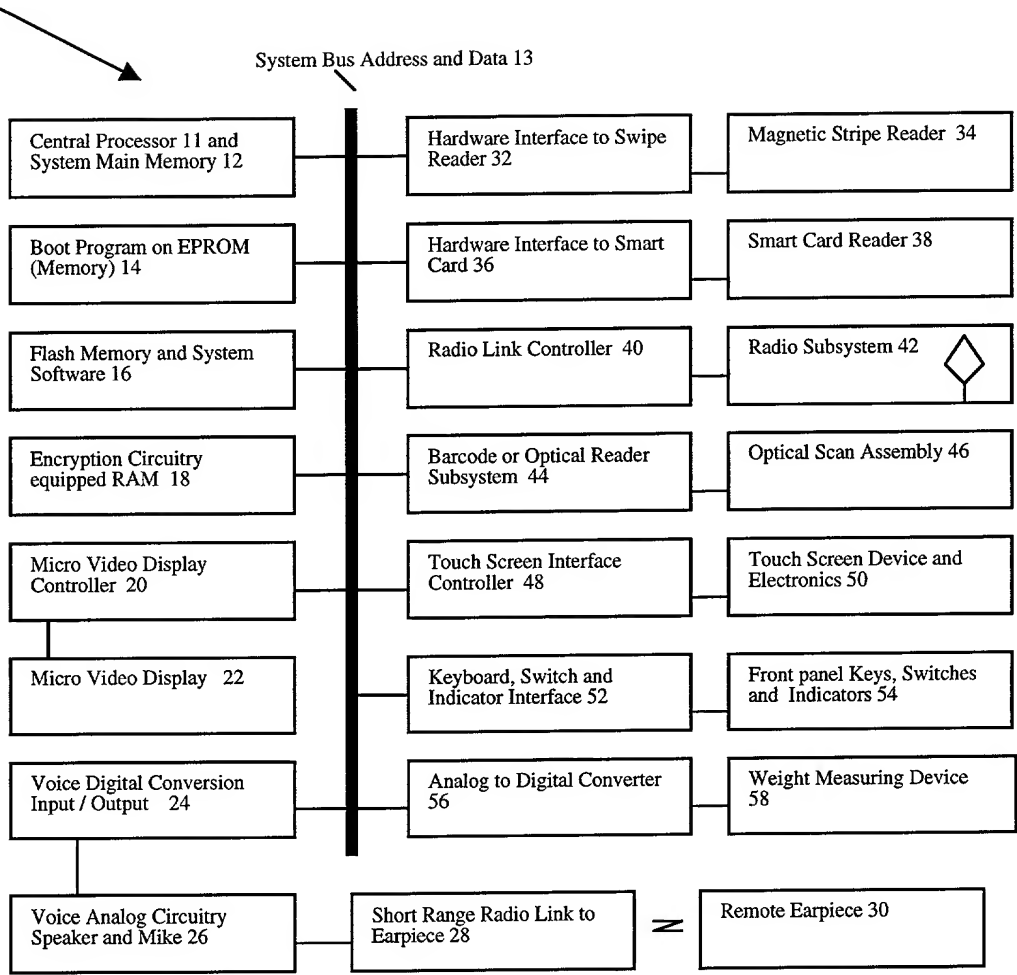 System Bus Address and Data 13
Central Processor 11 and
System Main Memory 12
Hardware Interface to Swipe
Reader 32
Magnetic Stripe Reader 34
Boot Program on EPROM
(Memory) 14
Hardware Interface to Smart
Card 36
Smart Card Reader 38
Flash Memory and System
Software 16
Radio Link Controller 40
Radio Subsystem 42
Encryption Circuitry
equipped RAM 18
Barcode or Optical Reader
Subsystem 44
Optical Scan Assembly 46
Micro Video Display
Controller 20
Touch Screen Interface
Controller 48
Touch Screen Device and
Electronics 50
Micro Video Display 22
Keyboard, Switch and
Indicator Interface 52
Front panel Keys, Switches
and Indicators 54
Voice Digital Conversion
Input / Output 24
Analog to Digital Converter
56
Weight Measuring Device
58
Voice Analog Circuitry
Speaker and Mike 26
Short Range Radio Link to
Earpiece 28
Remote Earpiece 30